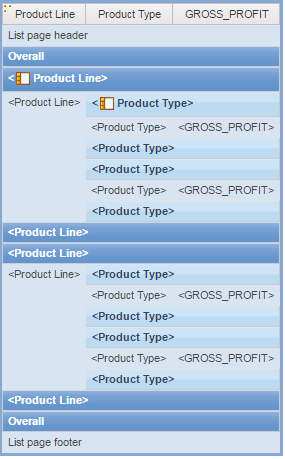 Product Line Product Type GROSS_PROFIT
List page header
Overall
<Product Line>
<Product Line> <Product Type>
<Product Type> <GROSS_PROFIT>
<Product Type>
<Product Type>
<Product Type> <GROSS_PROFIT>
<Product Type>
<Product Line>
<Product Line>
<Product Line> <Product Type>
<Product Type> <GROSS_PROFIT>
<Product Type>
<Product Type>
<Product Type> <GROSS_PROFIT>
<Product Type>
<Product Line>
Overall
List page footer